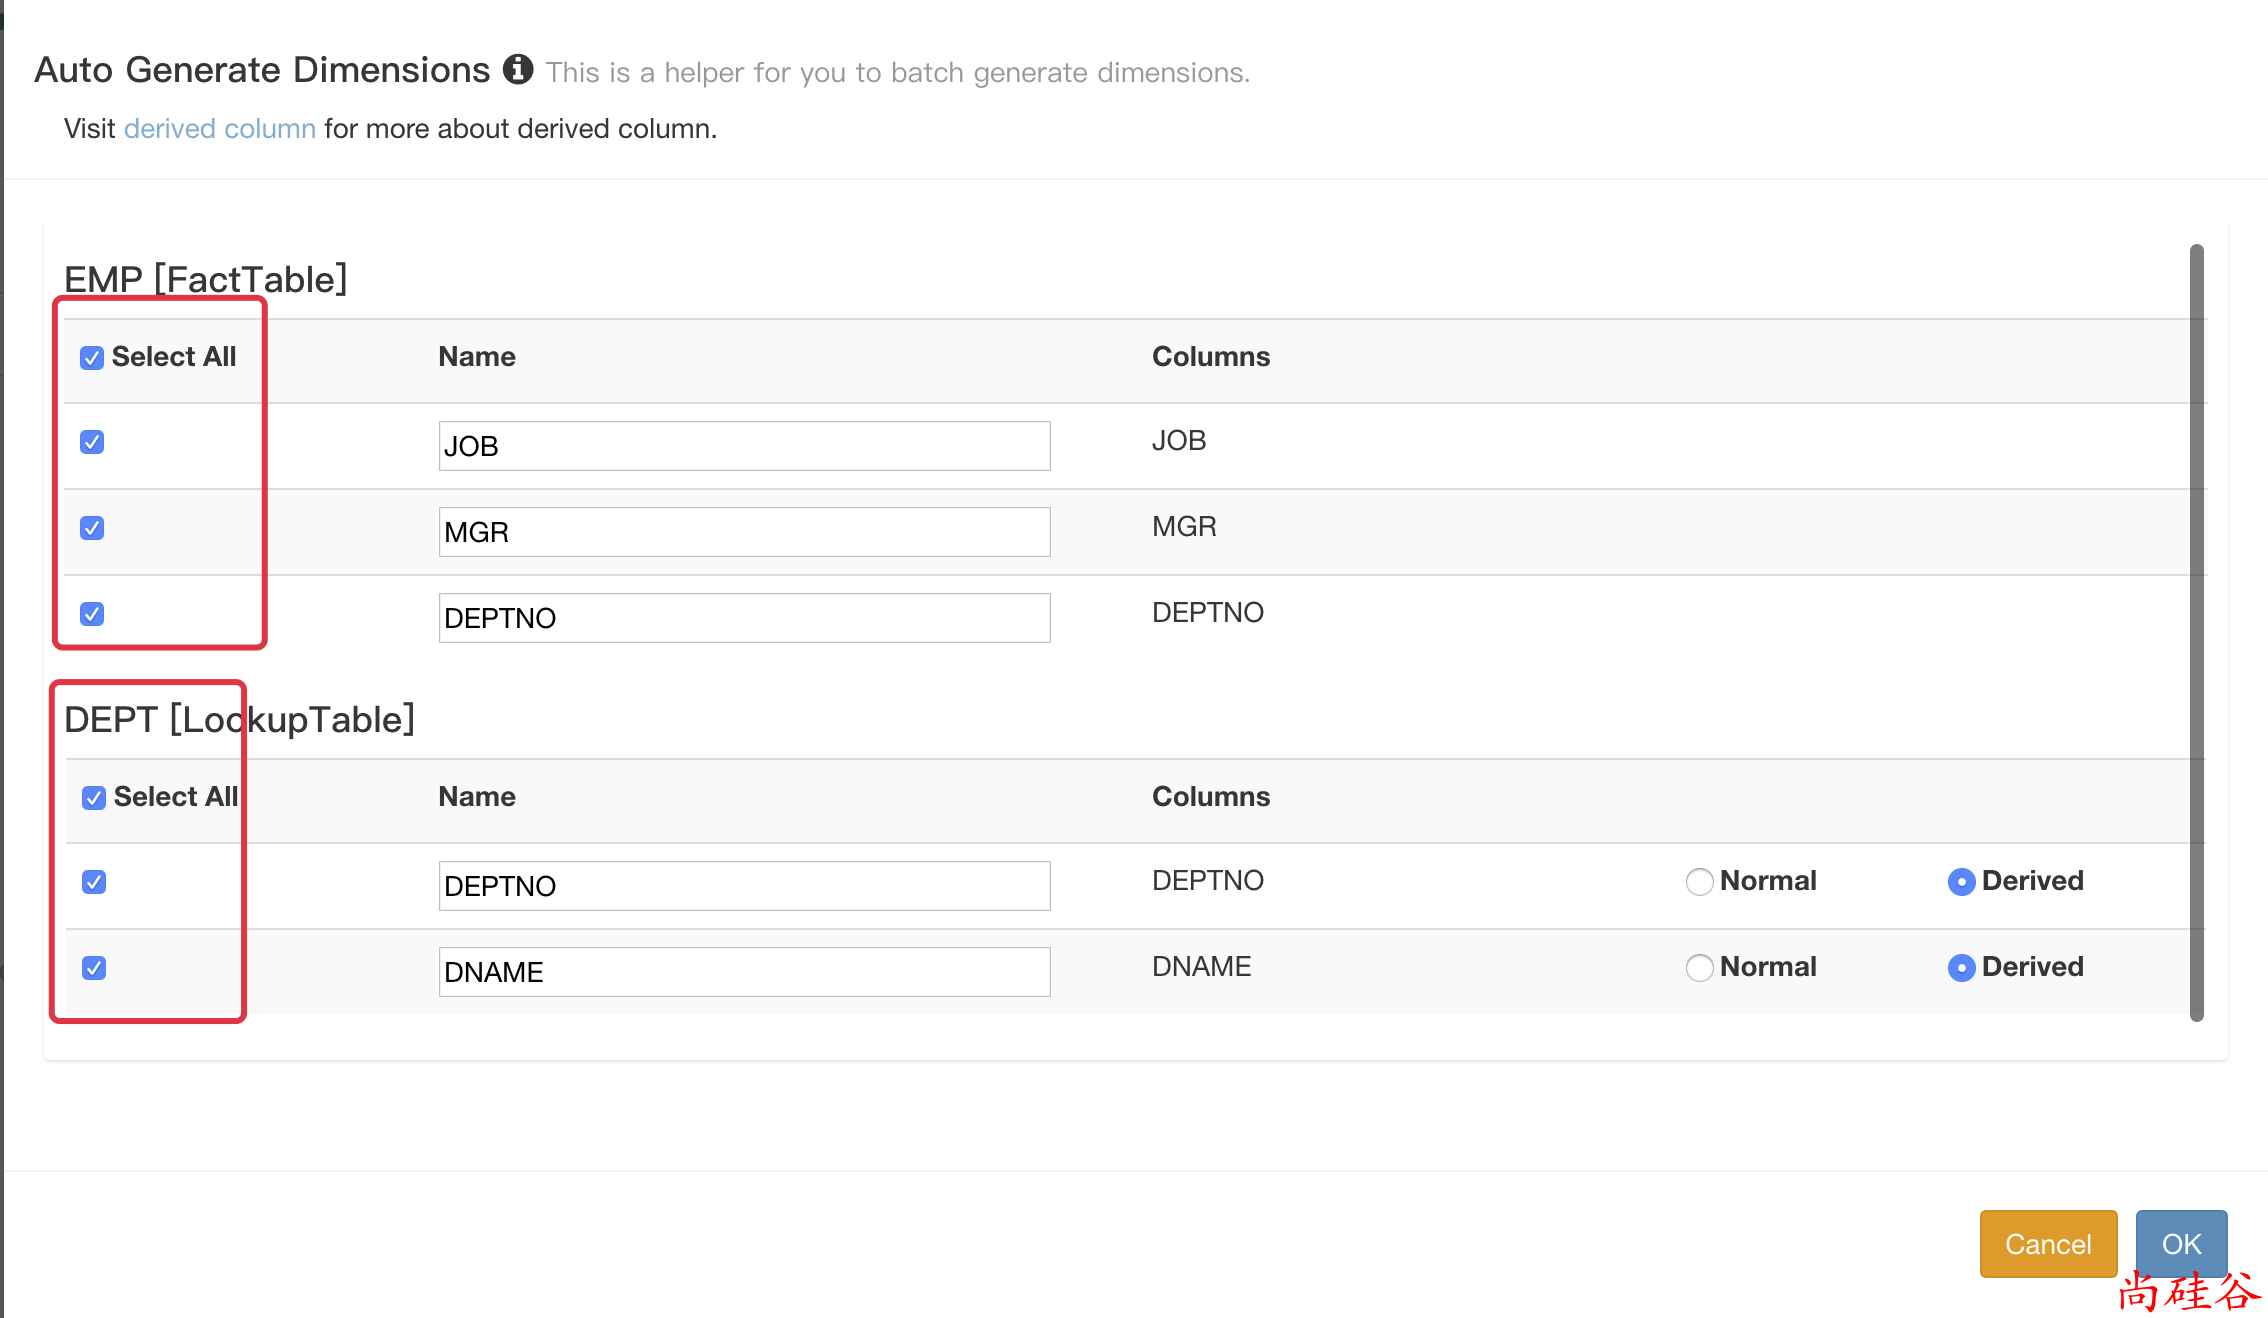 Auto Generate Dimensions This is a helper for you to batch generate dimensions.
Visit derived column for more about derived column.
EMP [FactTable]
Select All Name Columns
JOB JOB
MGR MGR
DEPTNO DEPTNO
DEPT [LookupTable]
Select All Name Columns
DEPTNO DEPTNO Normal Derived
DNAME DNAME Normal Derived
Cancel OK
尚硅谷